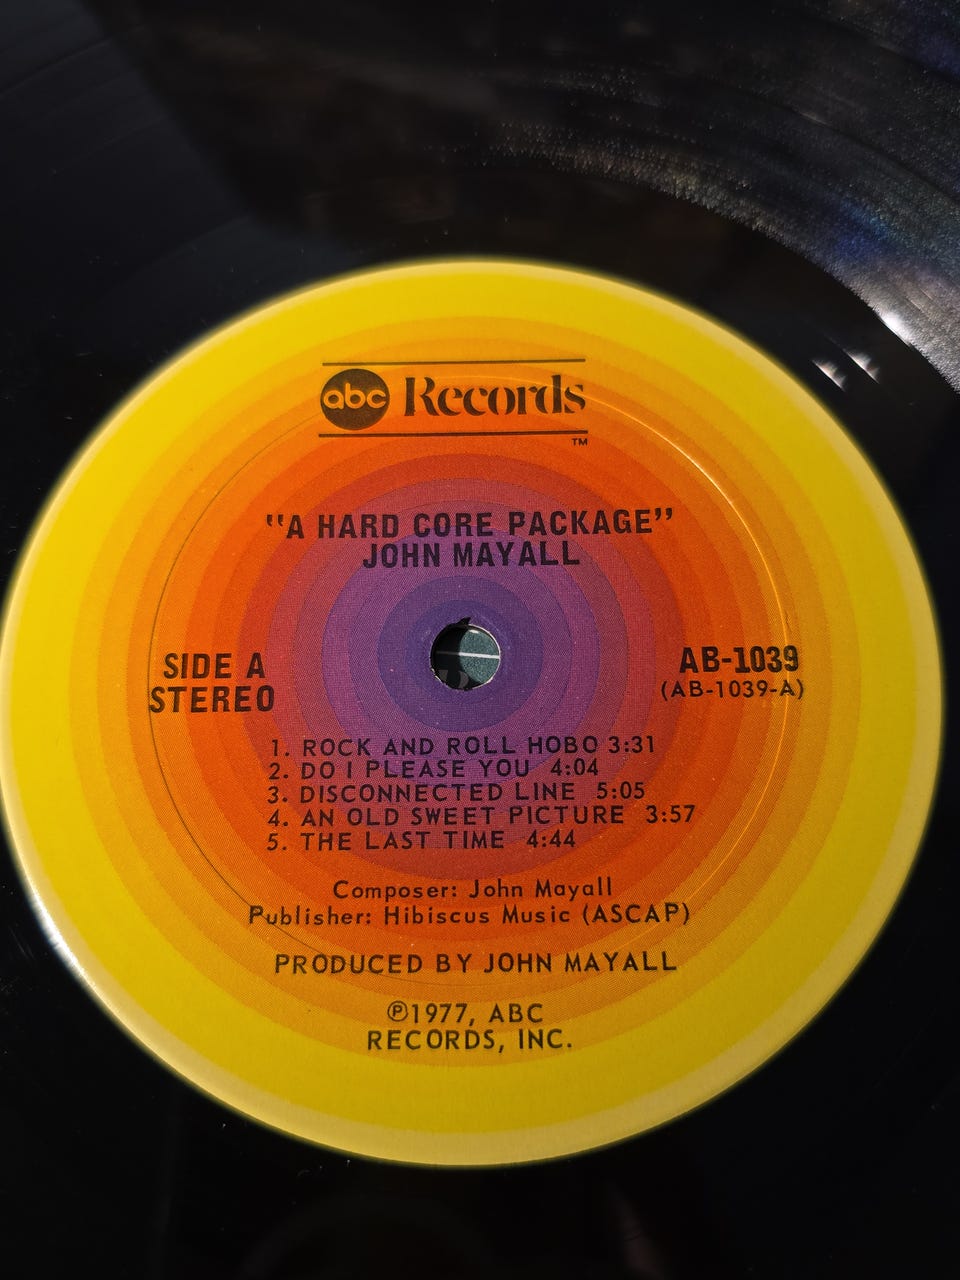 abc Records
TM
"A HARD CORE PACKAGE"
JOHN MAYALL
SIDE A
STEREO
AB-1039
(AB-1039-A)
1. ROCK AND ROLL HOBO 3:31
2. DO I PLEASE YOU 4:04
3. DISCONNECTED LINE 5:05
4. AN OLD SWEET PICTURE 3:57
5. THE LAST TIME 4:44
Composer: John Mayall
Publisher: Hibiscus Music (ASCAP)
PRODUCED BY JOHN MAYALL
℗1977, ABC
RECORDS, INC.